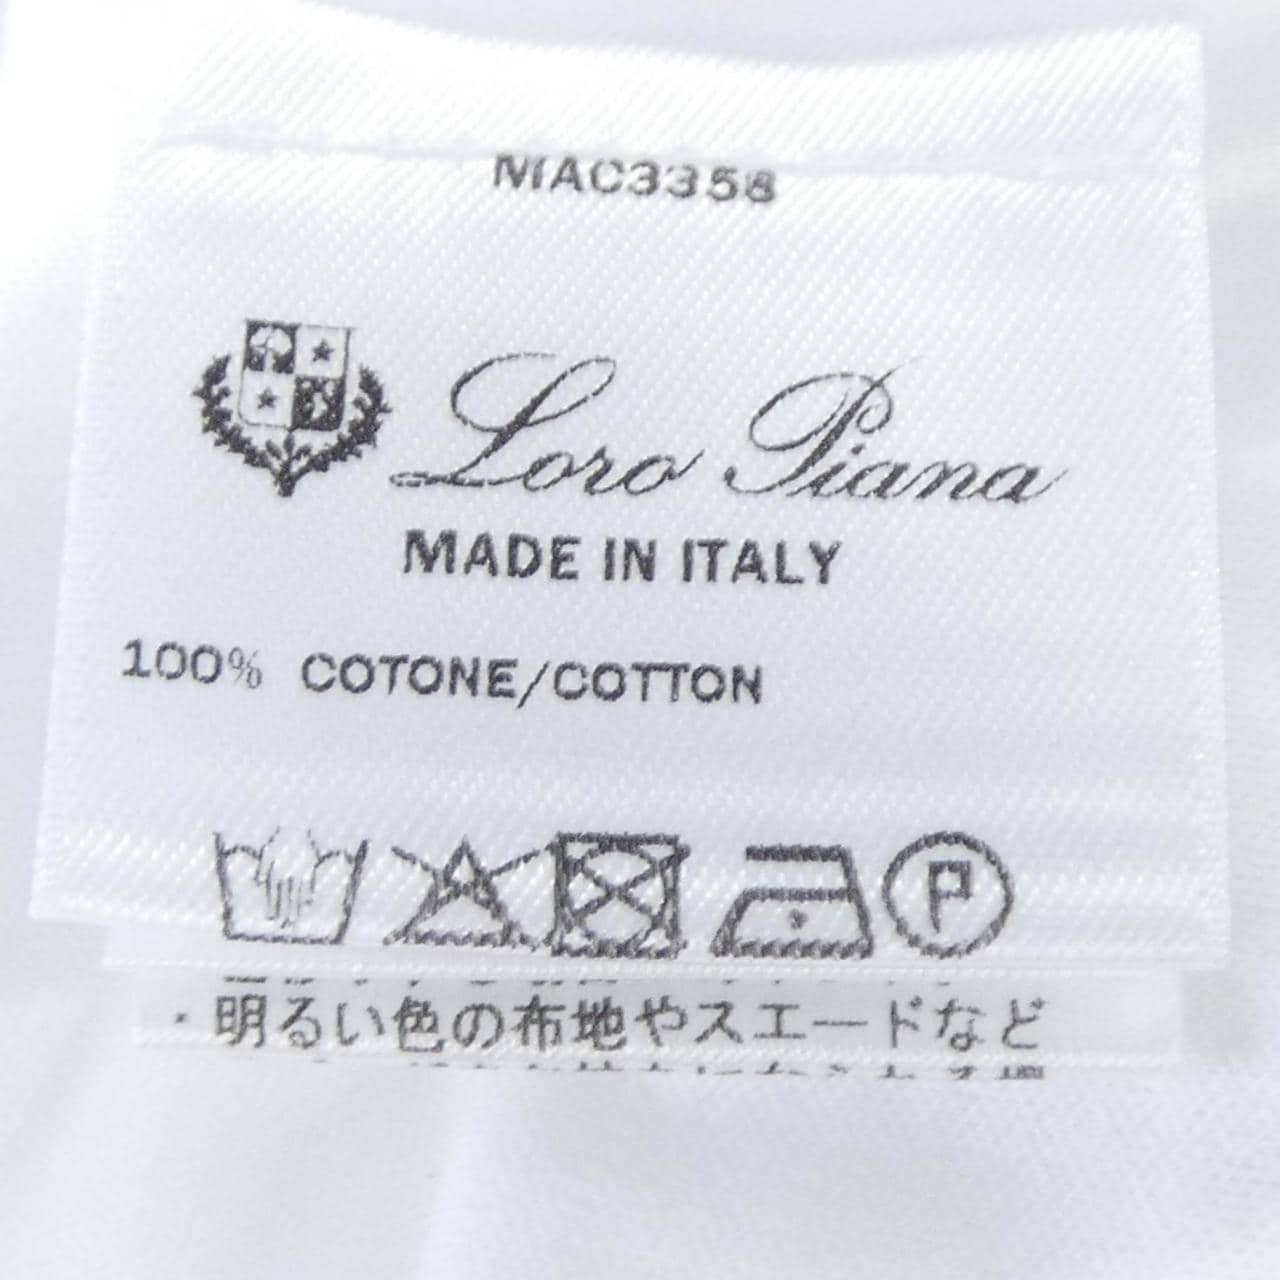 MAC3358
Loro Piana
MADE IN ITALY
100% COTONE/COTTON
P
・明るい色の布地やスエードなど